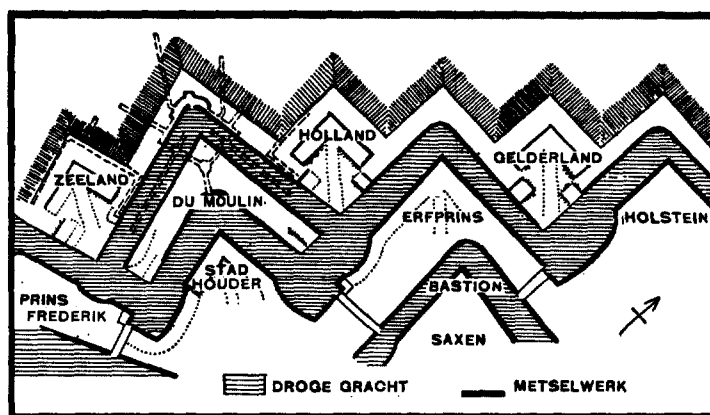 HOLLAND
ZEELAND
GELDERLAND
DU MOULIN
ERFPRINS
HOLSTEIN
STAD
HOUDER
BASTION
PRINS
FREDERIK
SAXEN
DROGE GRACHT
METSELWERK